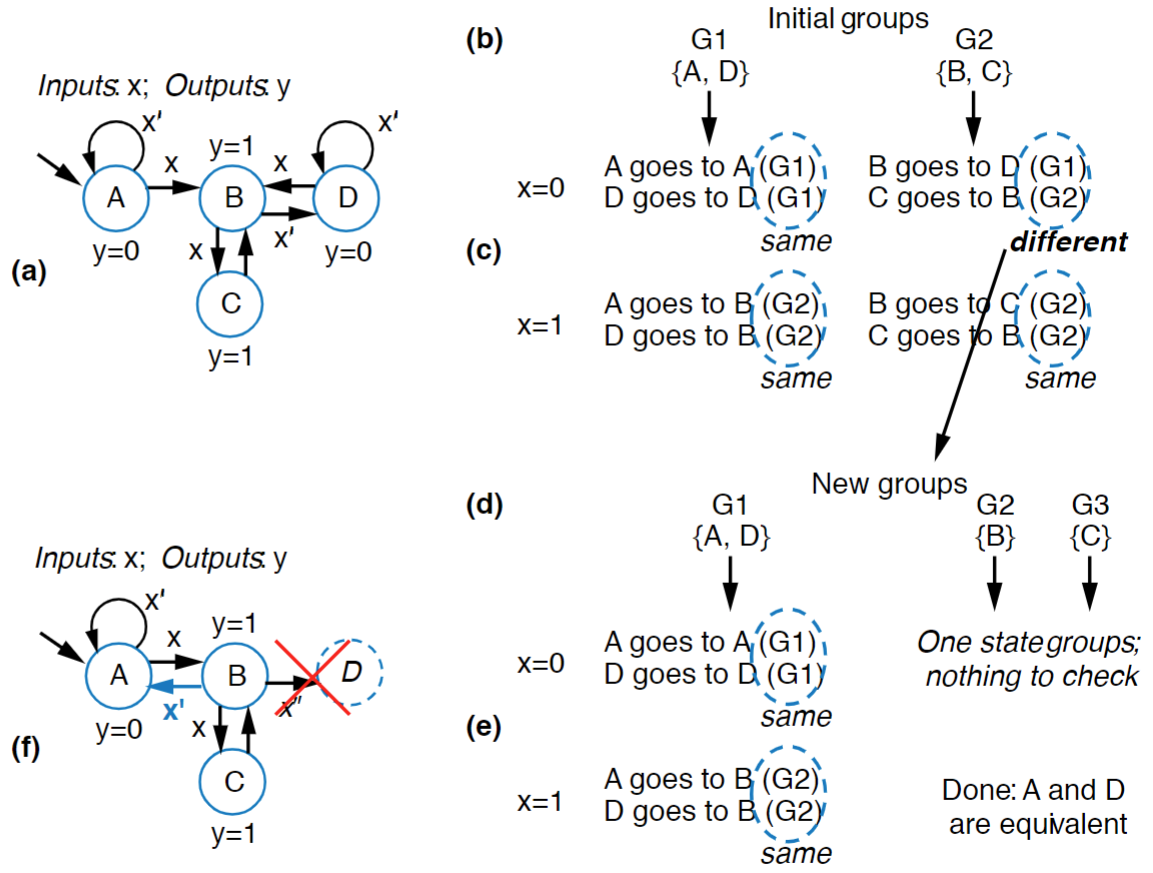 (a)
Inputs: x; Outputs: y
x'
x'
y=1
x
x
A
B
D
x'
y=0
y=0
x
C
y=1
(b)
Initial groups
G1
G2
{A, D}
{B, C}
x=0
A goes to A (G1)
D goes to D (G1)
same
B goes to D (G1)
C goes to B (G2)
different
(c)
x=1
A goes to B (G2)
D goes to B (G2)
same
B goes to C (G2)
C goes to B (G2)
same
(d)
New groups
G1
{A, D}
G2
{B}
G3
{C}
x=0
A goes to A (G1)
D goes to D (G1)
same
One state groups;
nothing to check
(e)
x=1
A goes to B (G2)
D goes to B (G2)
same
Done: A and D
are equivalent
(f)
Inputs: x; Outputs: y
x'
y=1
x
A
B
D
x'
x'
y=0
x
C
y=1